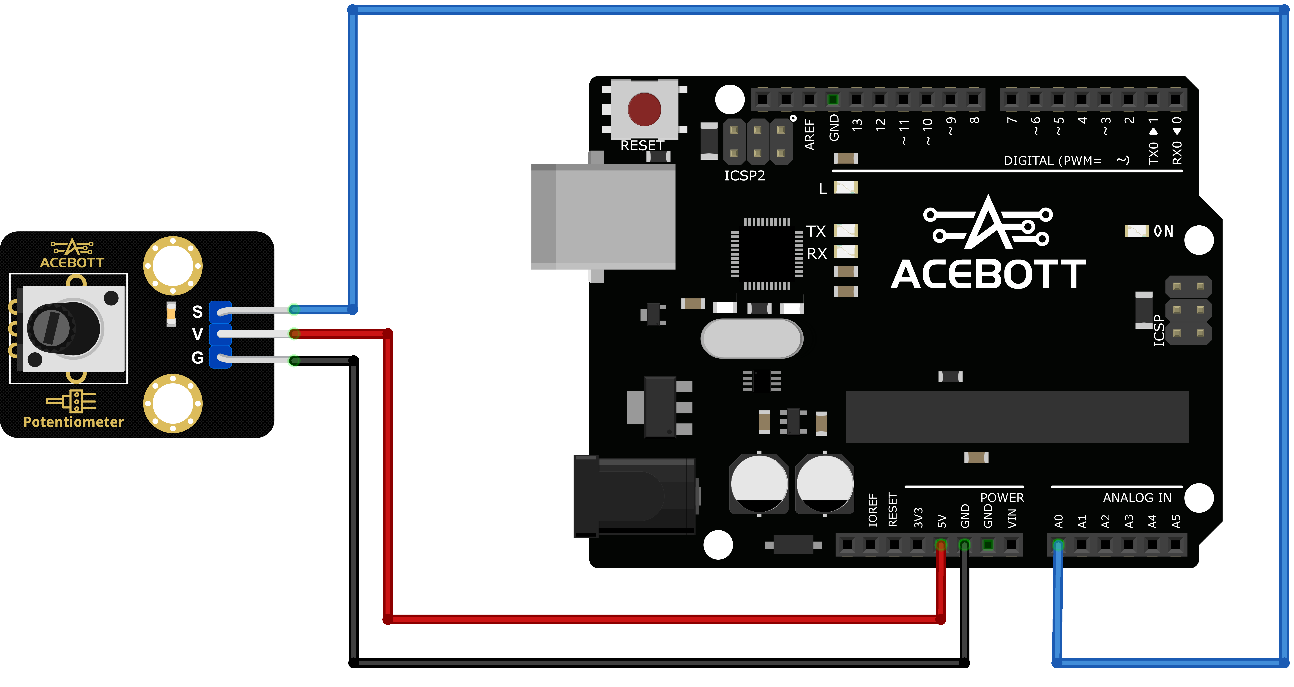 ACEBOTT
S
V
G
Potentiometer
RESET
ICSP2
AREF
GND
13
12
~11
~10
~9
8
7
~6
~5
4
~3
2
TX0 ▶ 1
RX0 ◀ 0
DIGITAL (PWM= ~)
L
TX
RX
ACEBOTT
ON
ICSP
IOREF
RESET
3V3
5V
GND
GND
VIN
POWER
ANALOG IN
A0
A1
A2
A3
A4
A5